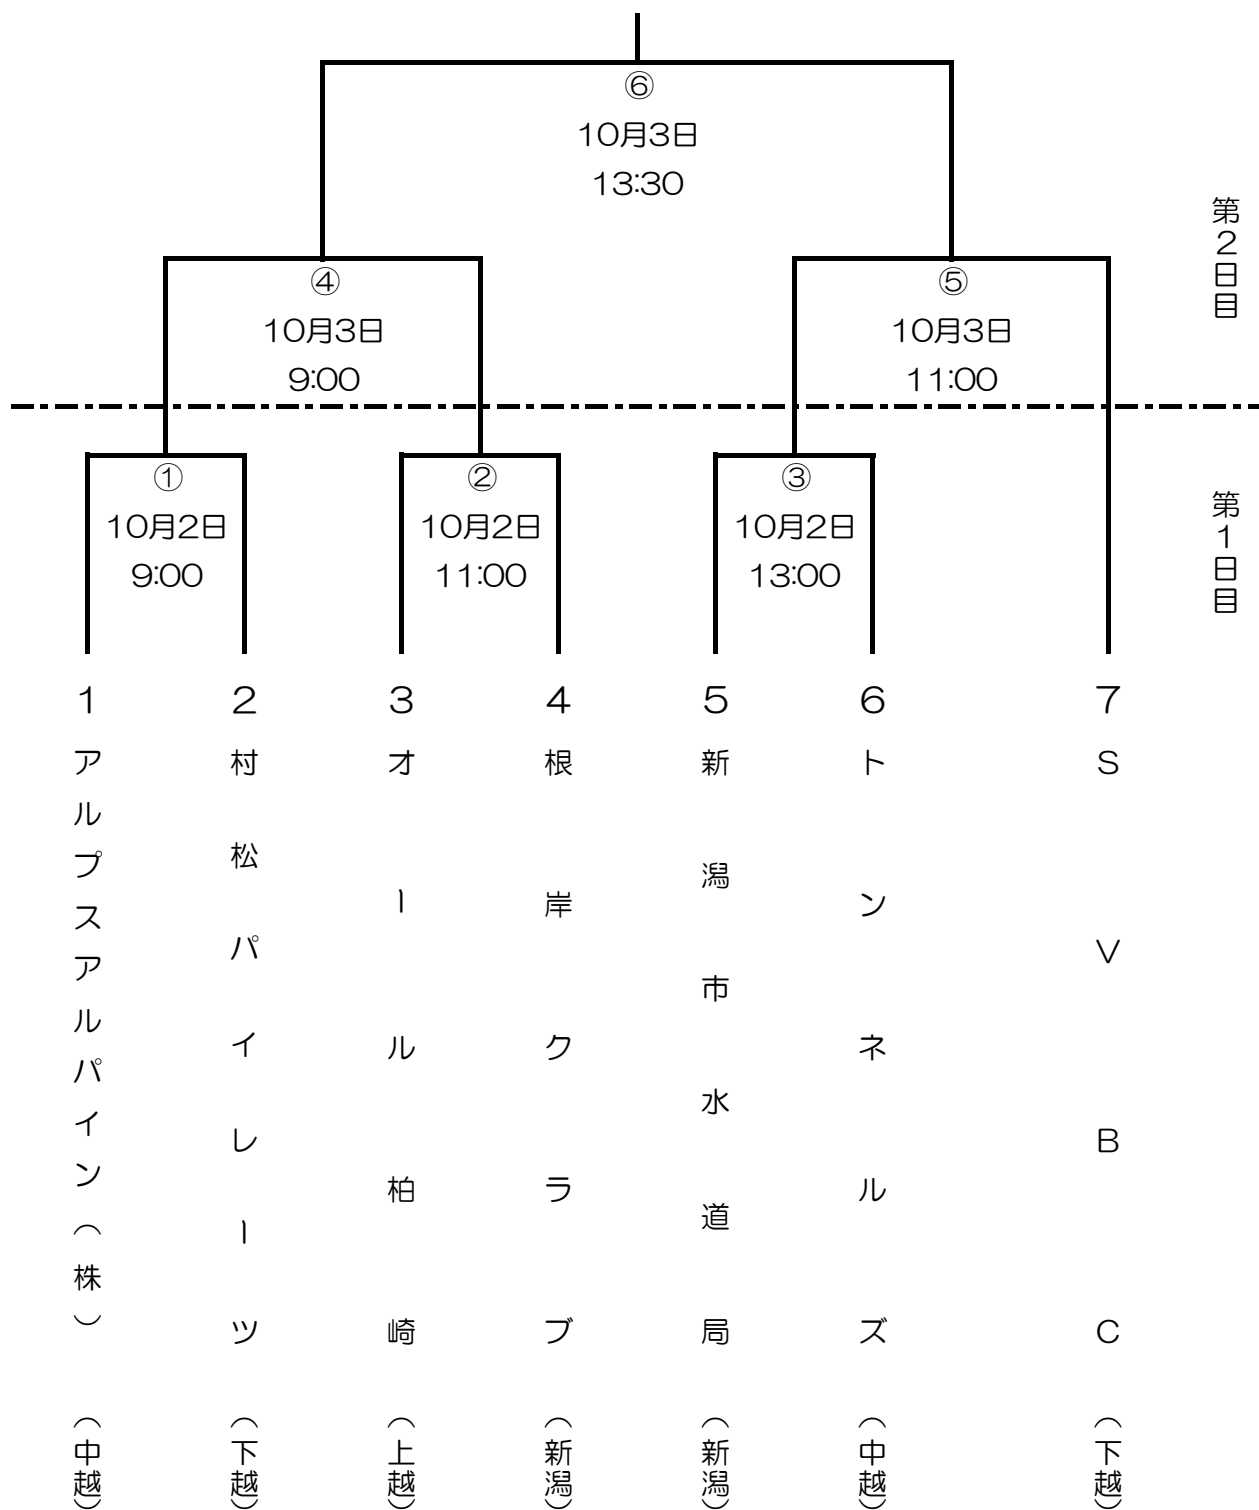 ⑥
10月3日
13:30
第2日目
④
10月3日
9:00
⑤
10月3日
11:00
①
10月2日
9:00
②
10月2日
11:00
③
10月2日
13:00
第1日目
1
2
3
4
5
6
7
アルプスアルパイン(株)
村松パイレーツ
オール柏崎
根岸クラブ
新潟市水道局
トンネルズ
SVBC
(中越)
(下越)
(上越)
(新潟)
(新潟)
(中越)
(下越)